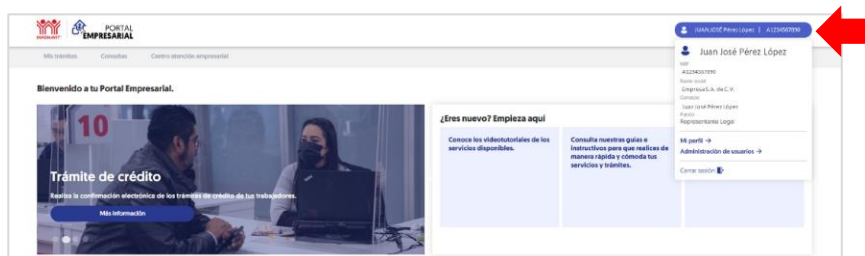 INFONAVIT
PORTAL
EMPRESARIAL
JUAN JOSÉ Pérez López | A1234567890
Mis trámites Consultas Centro atención empresarial
Juan José Pérez López
NRP
A1234567890
Razón social
Empresa S.A. de C.V.
Contacto
Juan José Pérez López
Puesto
Representante Legal
Mi perfil →
Administración de usuarios →
Cerrar sesión
Bienvenido a tu Portal Empresarial.
10
Trámite de crédito
Realiza la confirmación electrónica de los trámites de crédito de tus trabajadores.
Más información
¿Eres nuevo? Empieza aquí
Conoce los videotutoriales de los
servicios disponibles.
Consulta nuestras guías e
instructivos para que realices de
manera rápida y cómoda tus
servicios y trámites.